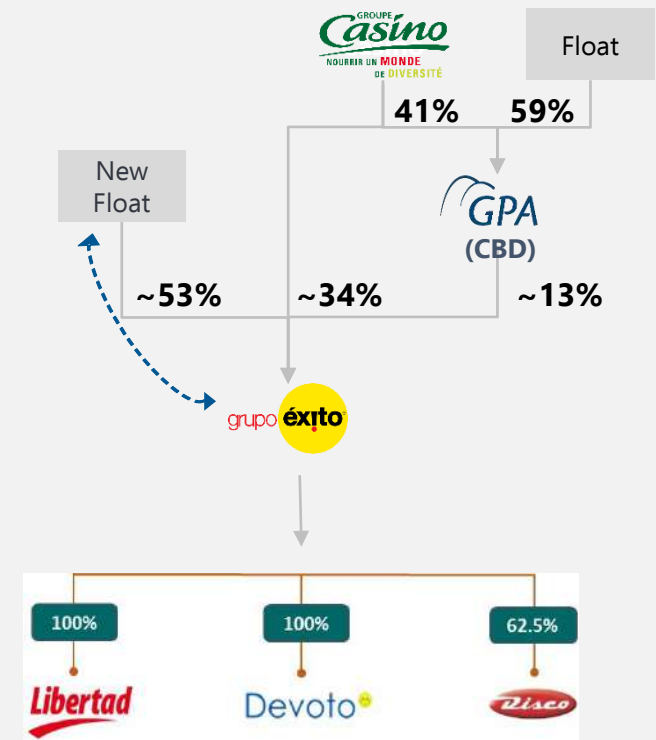 GROUPE
Casino
NOURRIR UN MONDE
DE DIVERSITÉ
Float
41%
59%
New
Float
GPA
(CBD)
~53%
~34%
~13%
grupo éxito
100%
100%
62.5%
Libertad
Devoto
Disco